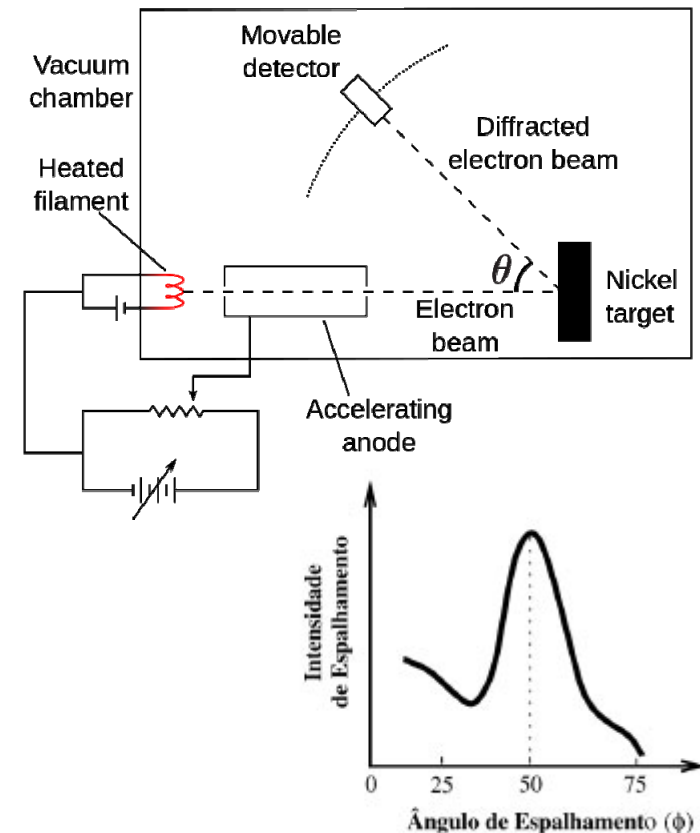 Movable
detector
Vacuum
chamber
Diffracted
electron beam
Heated
filament
θ
Nickel
target
Electron
beam
Accelerating
anode
Intensidade
de Espalhamento
0 25 50 75
Ângulo de Espalhamento (ϕ)